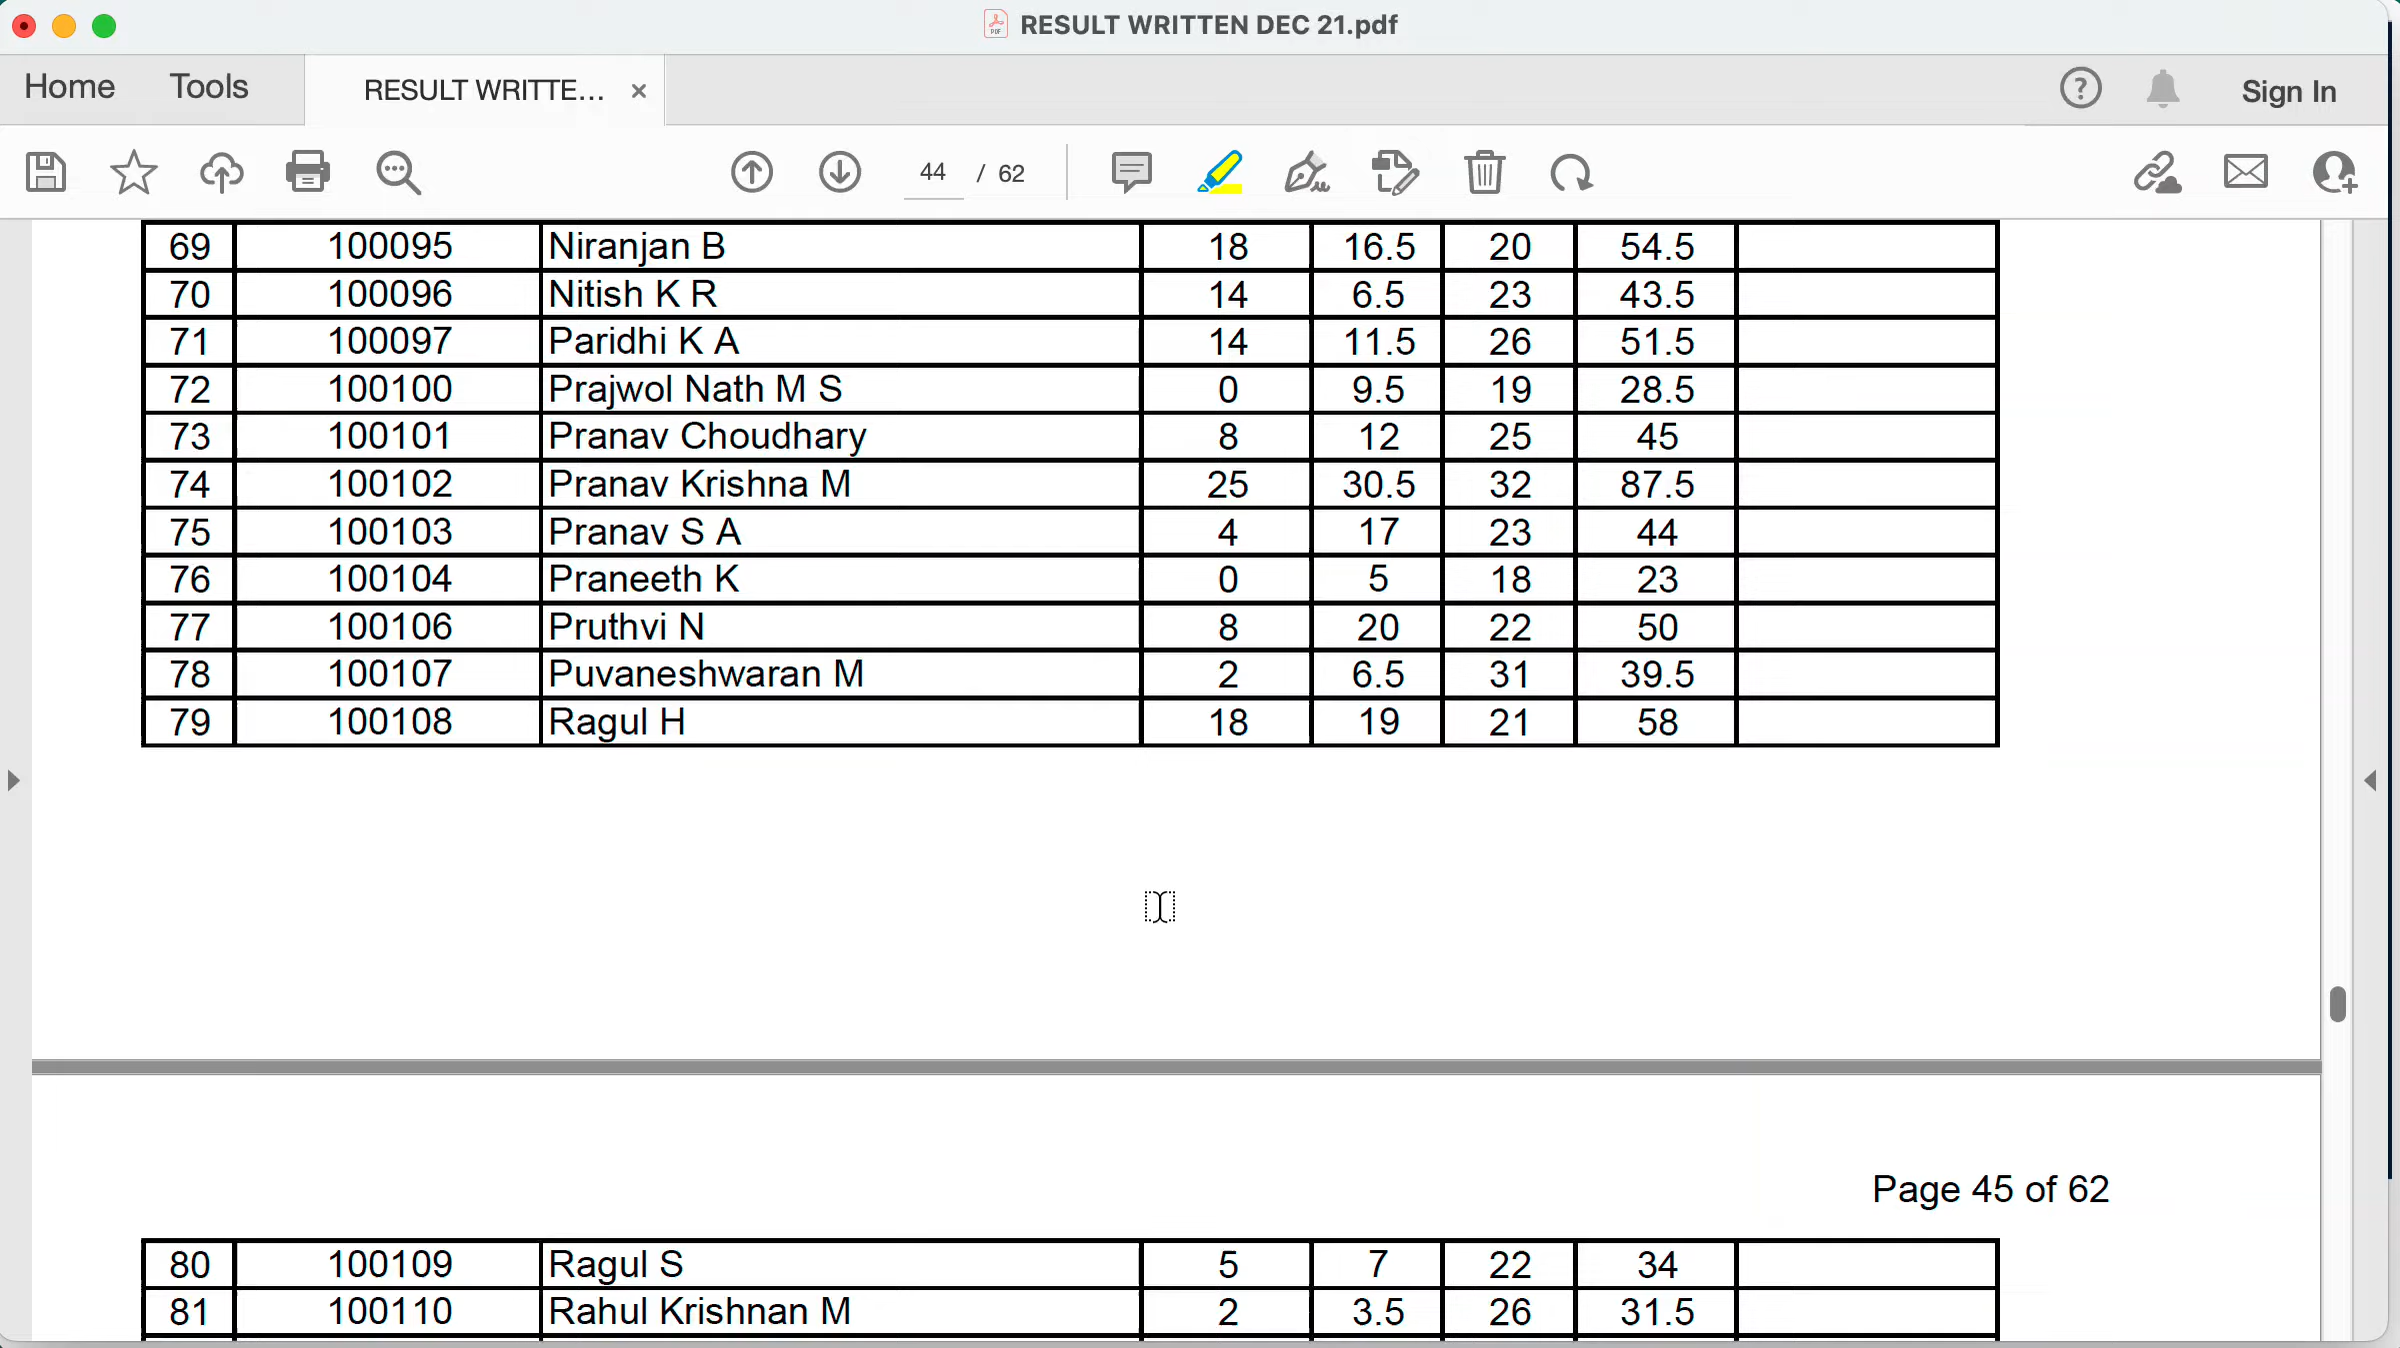 RESULT WRITTEN DEC 21.pdf
Home Tools RESULT WRITTE... × ? Sign In
44 / 62
69 100095 Niranjan B 18 16.5 20 54.5
70 100096 Nitish K R 14 6.5 23 43.5
71 100097 Paridhi K A 14 11.5 26 51.5
72 100100 Prajwol Nath M S 0 9.5 19 28.5
73 100101 Pranav Choudhary 8 12 25 45
74 100102 Pranav Krishna M 25 30.5 32 87.5
75 100103 Pranav S A 4 17 23 44
76 100104 Praneeth K 0 5 18 23
77 100106 Pruthvi N 8 20 22 50
78 100107 Puvaneshwaran M 2 6.5 31 39.5
79 100108 Ragul H 18 19 21 58
Page 45 of 62
80 100109 Ragul S 5 7 22 34
81 100110 Rahul Krishnan M 2 3.5 26 31.5